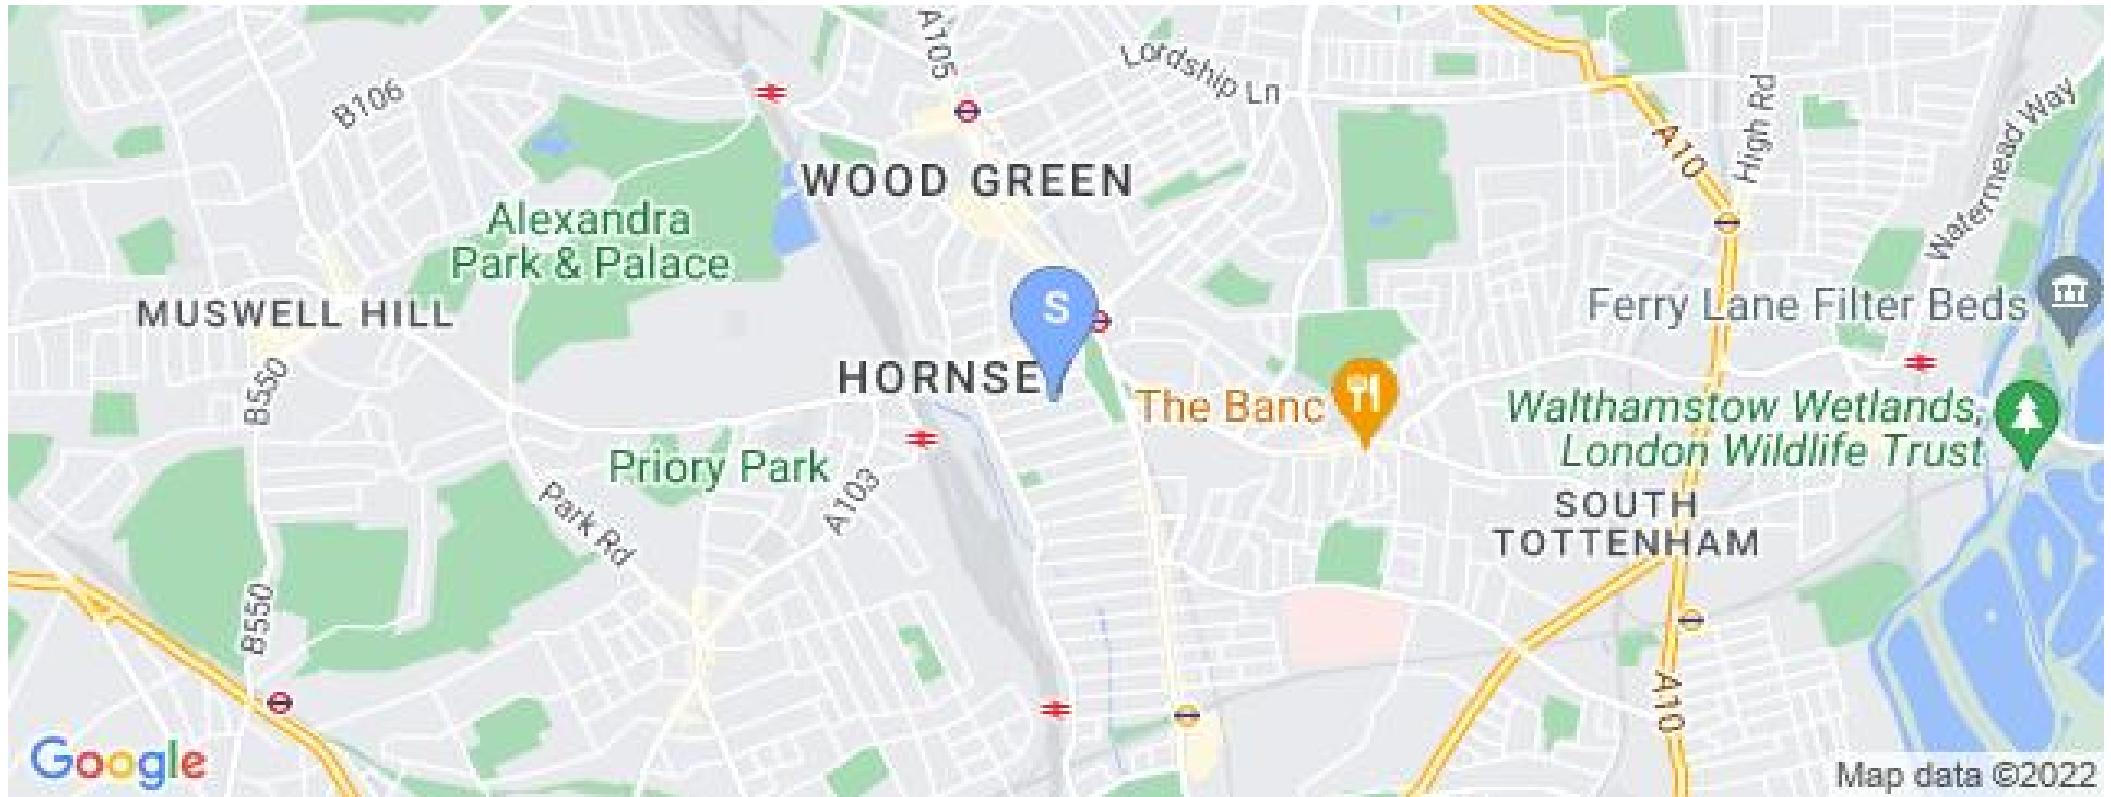 A105
Lordship Ln
B106
High Rd
A10
Watermead Way
WOOD GREEN
Alexandra
Park & Palace
MUSWELL HILL
S
Ferry Lane Filter Beds
HORNSE
B550
The Banc
Walthamstow Wetlands,
London Wildlife Trust
Priory Park
A103
Park Rd
SOUTH
TOTTENHAM
B550
A10
Google
Map data ©2022